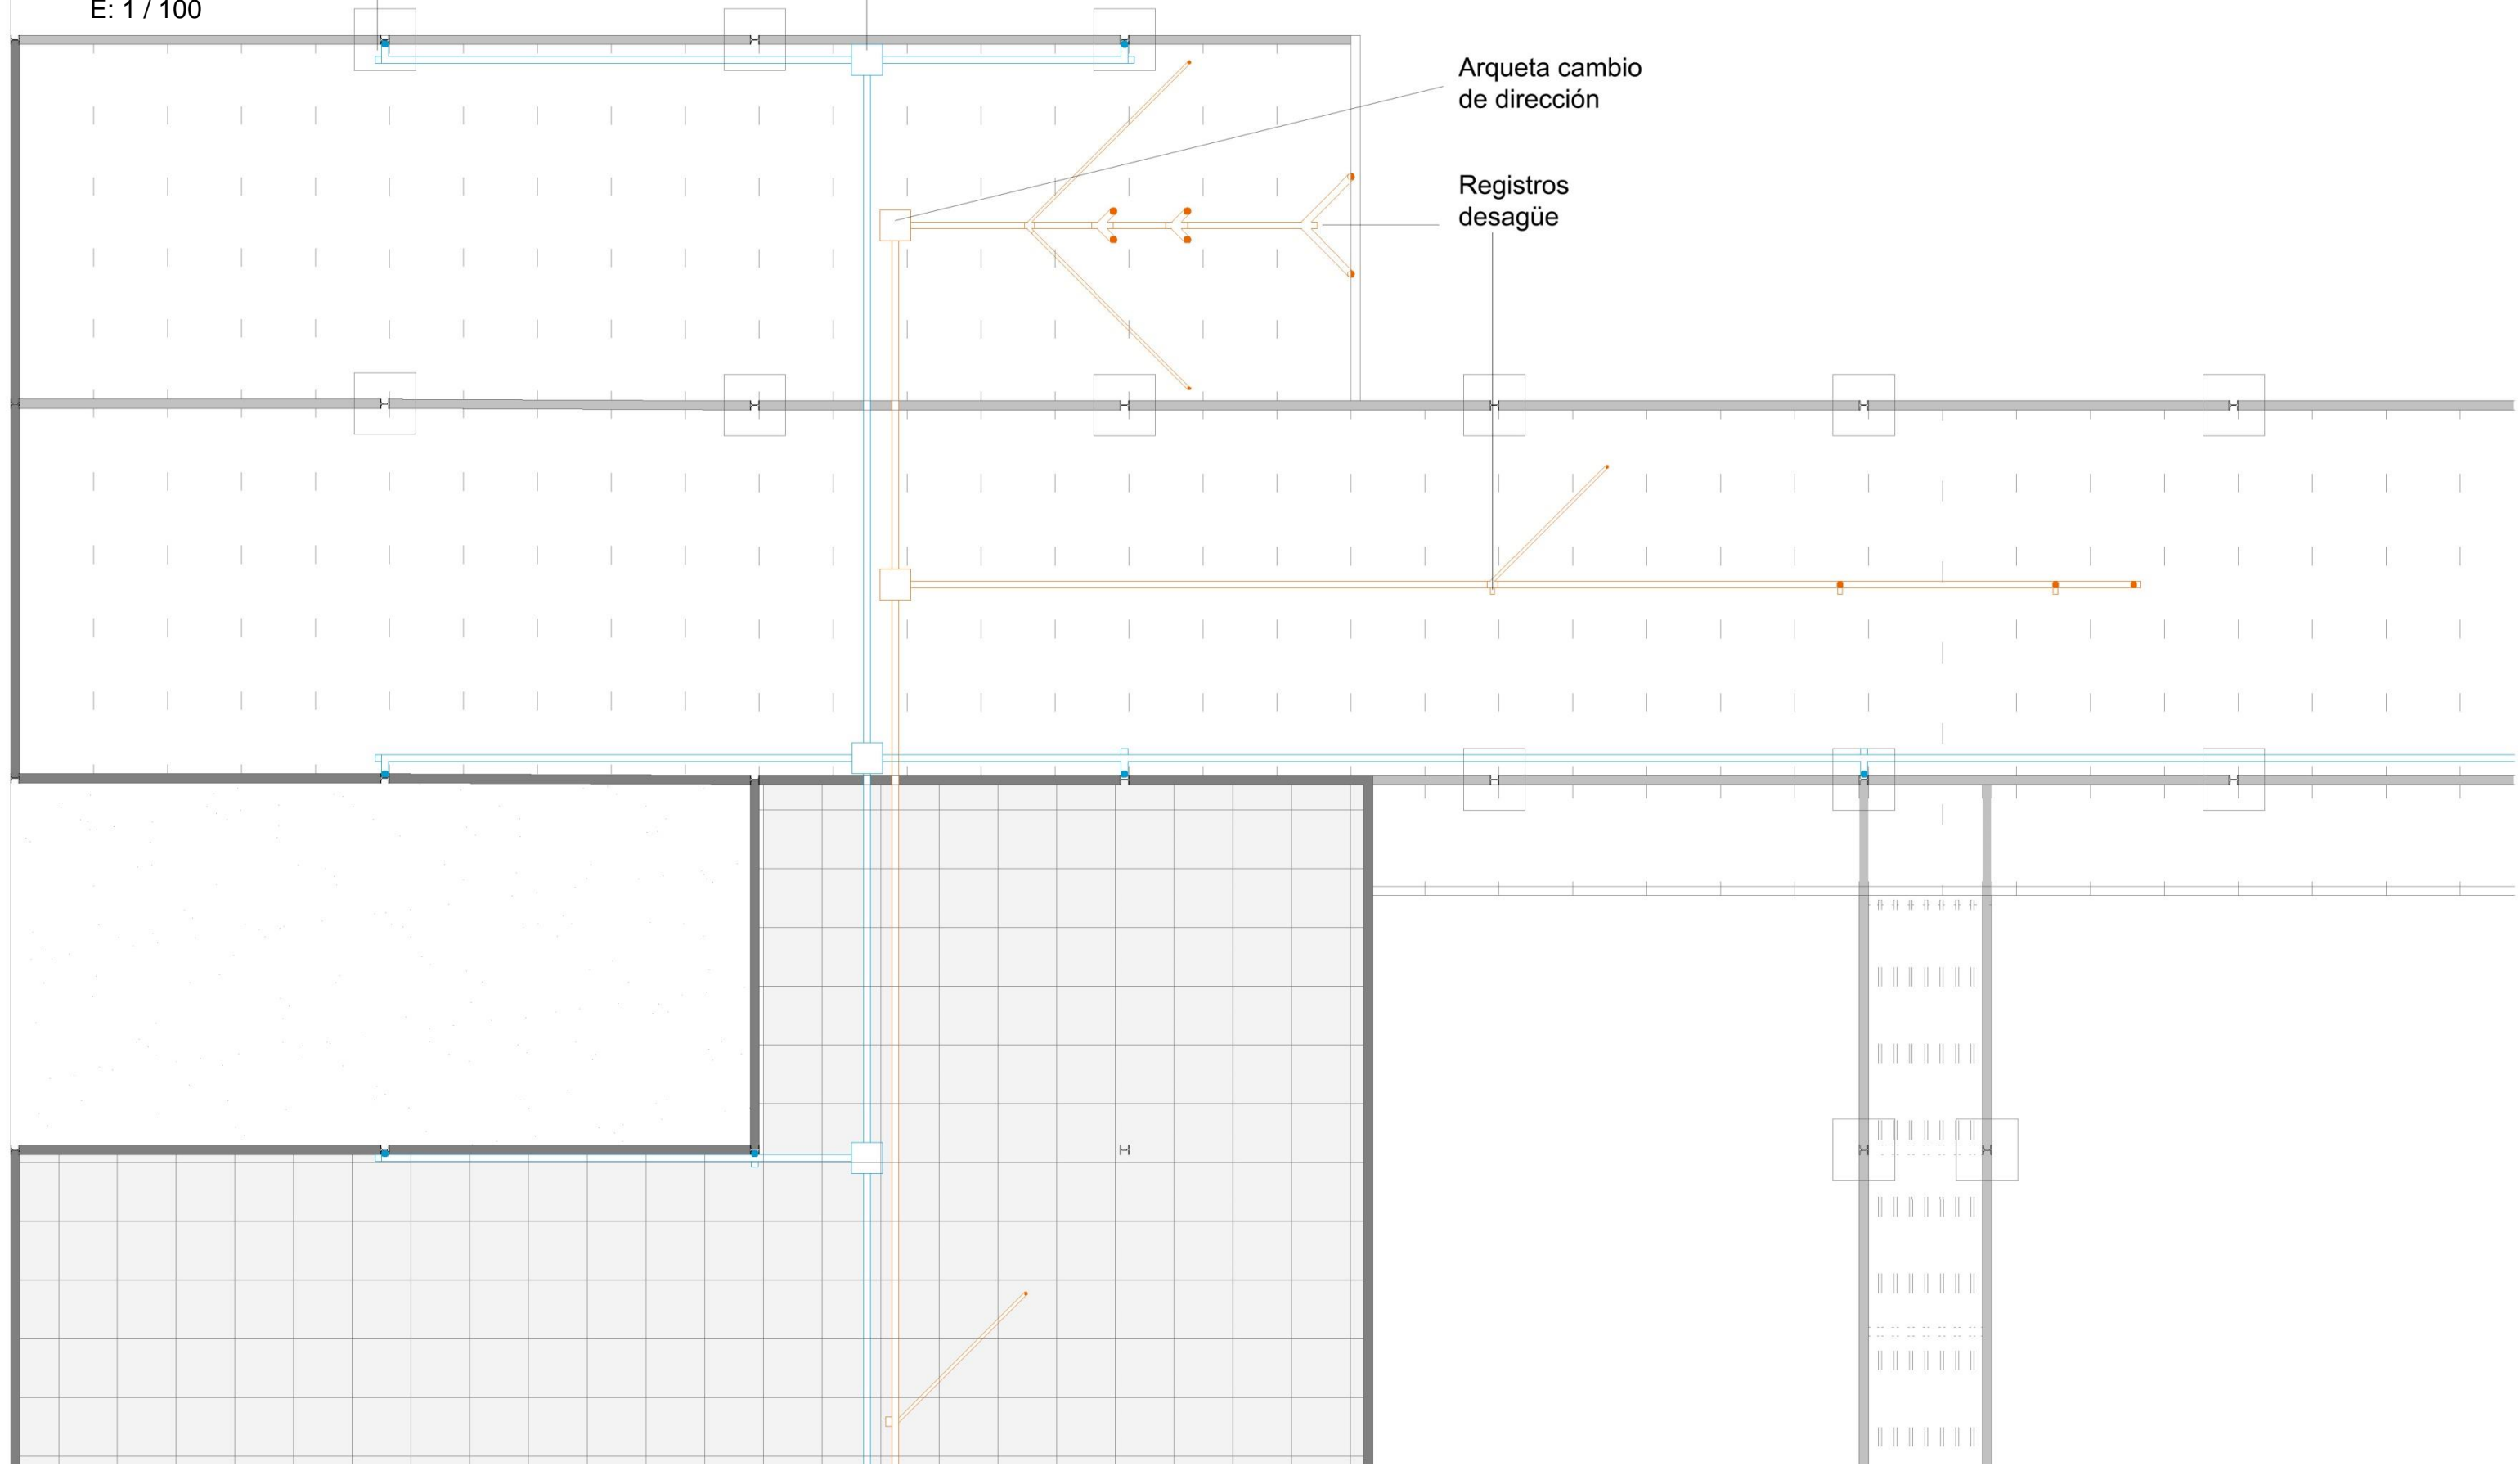 E: 1 / 100
Arqueta cambio
de dirección
Registros
desagüe